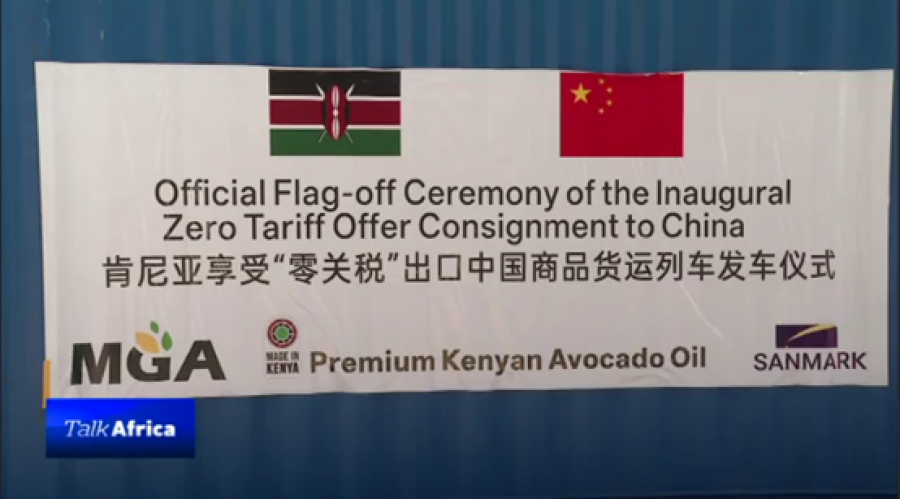 Official Flag-off Ceremony of the Inaugural
Zero Tariff Offer Consignment to China
肯尼亚享受“零关税”出口中国商品货运列车发车仪式
MGA
MADE IN
KENYA
Premium Kenyan Avocado Oil
SANMARK
Talk Africa